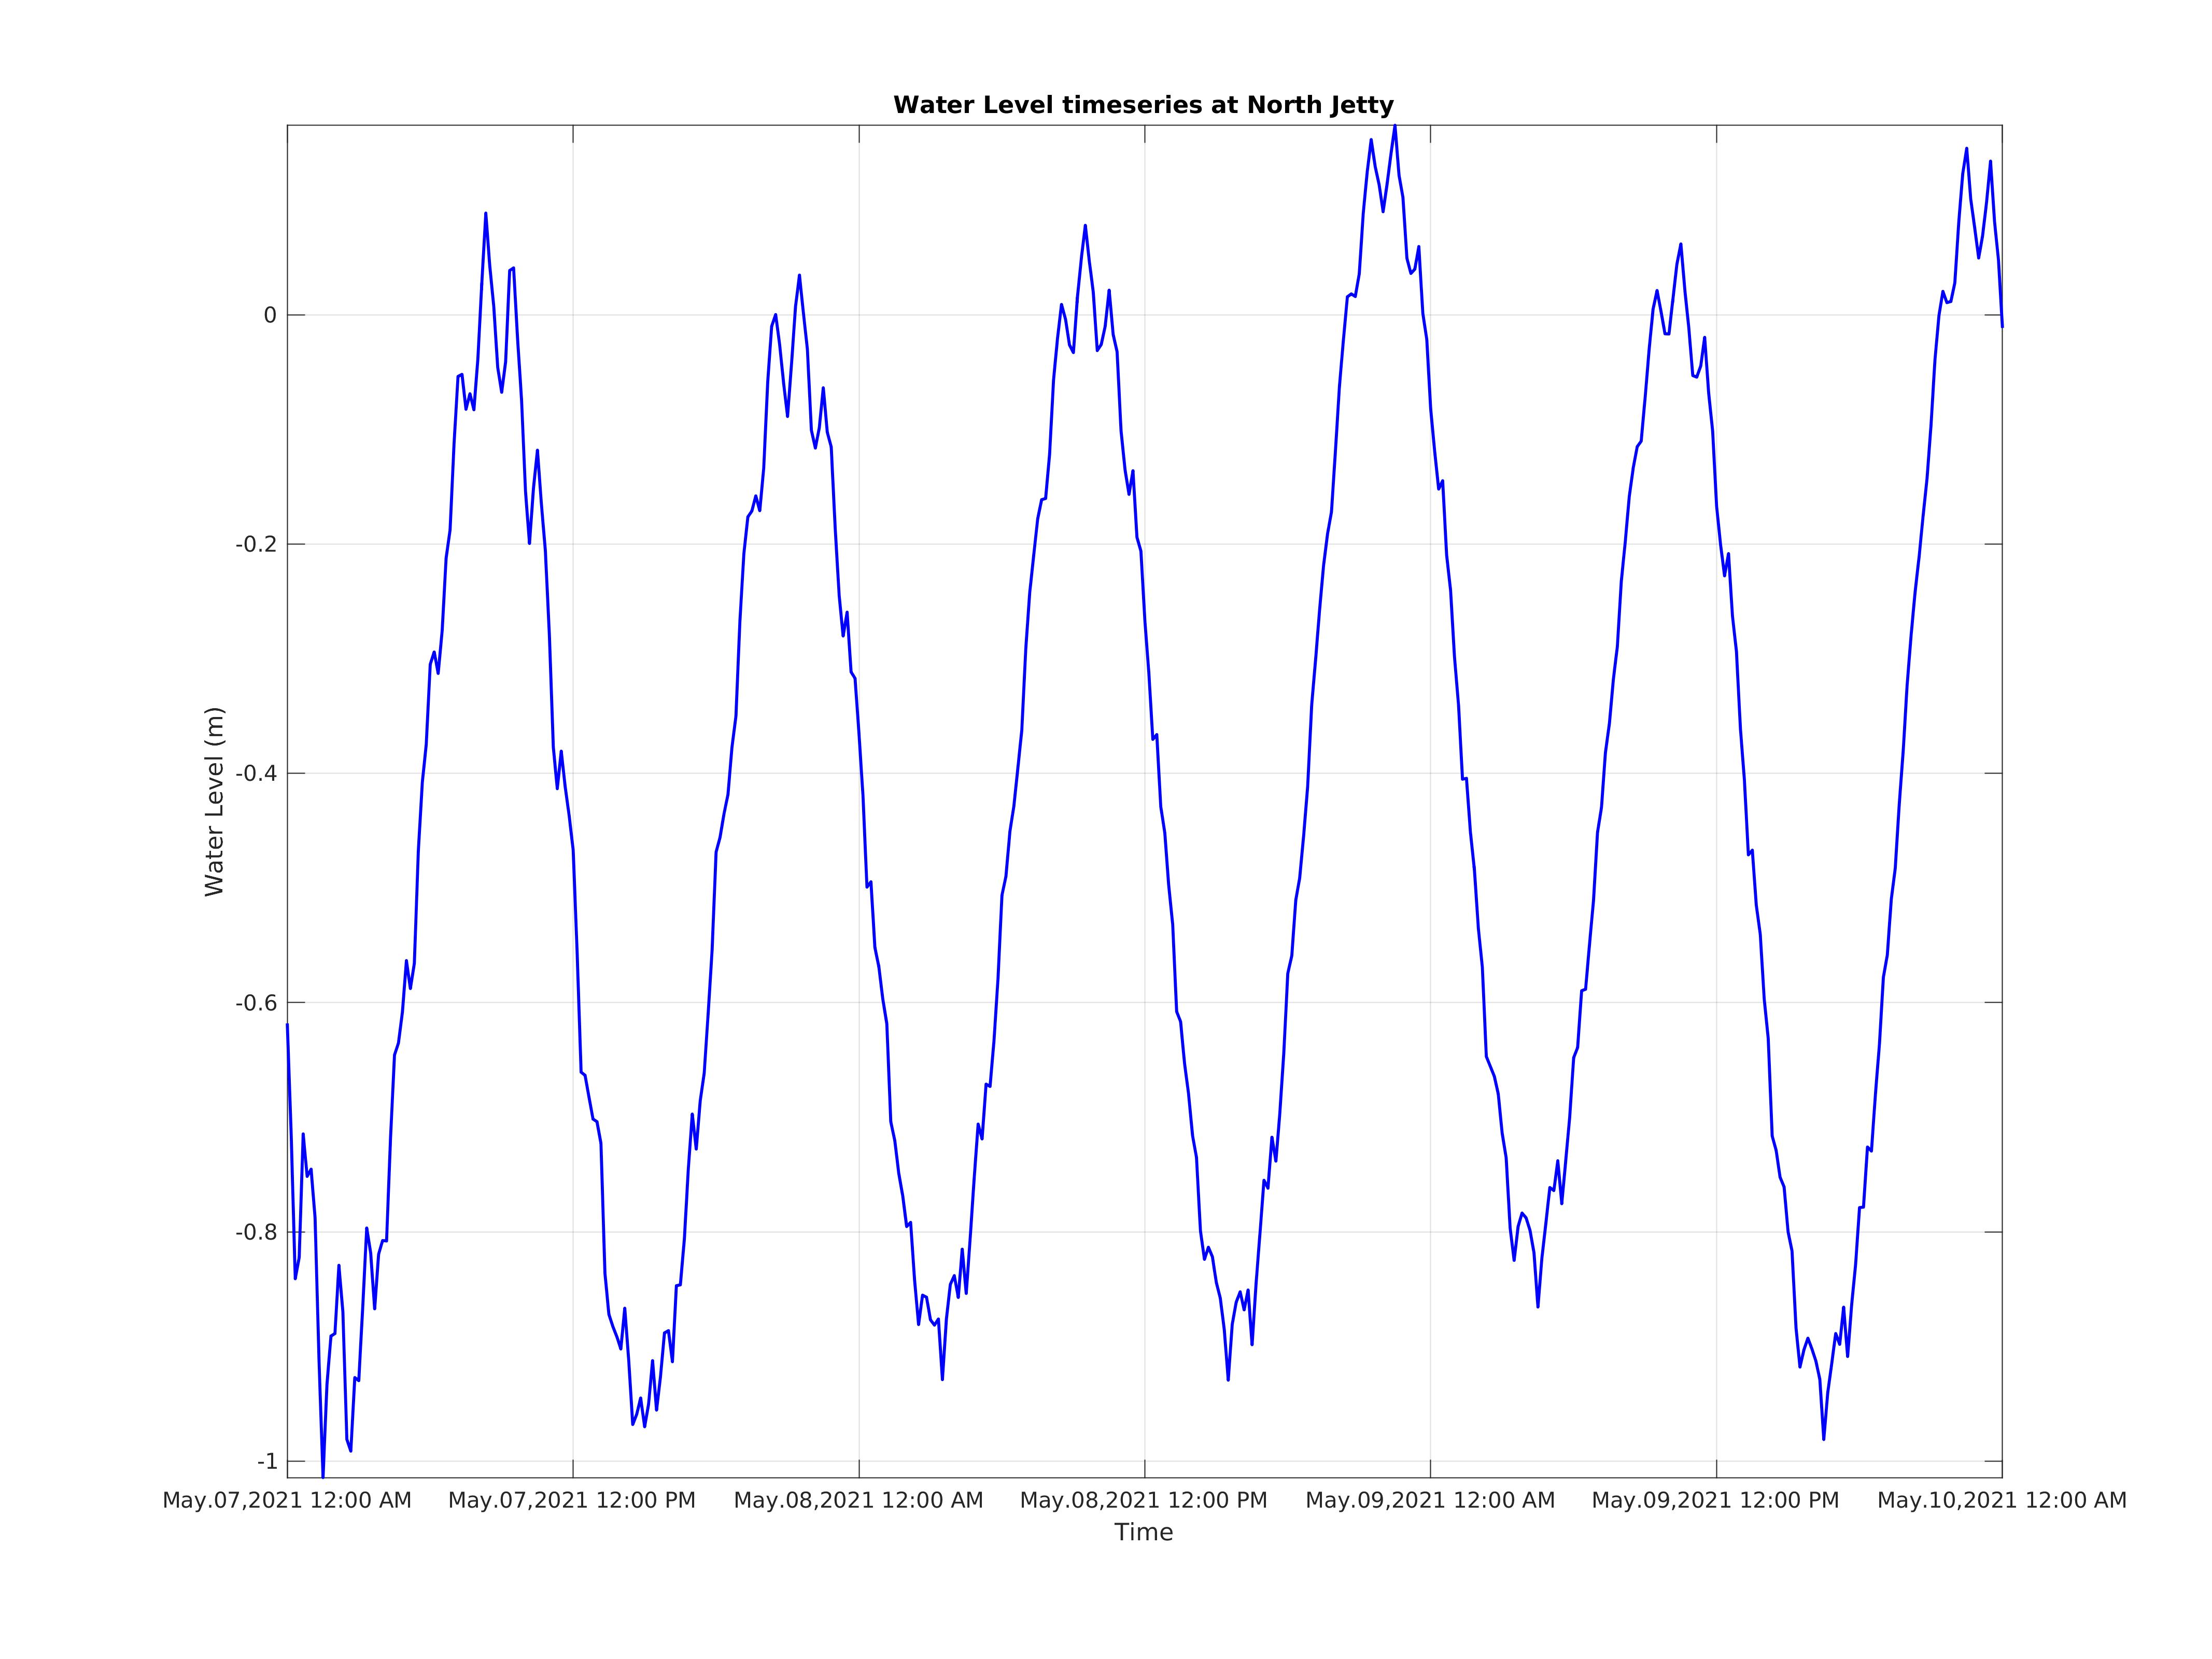 Water Level timeseries at North Jetty
0
-0.2
-0.4
-0.6
-0.8
-1
Water Level (m)
May.07,2021 12:00 AM May.07,2021 12:00 PM May.08,2021 12:00 AM May.08,2021 12:00 PM May.09,2021 12:00 AM May.09,2021 12:00 PM May.10,2021 12:00 AM
Time